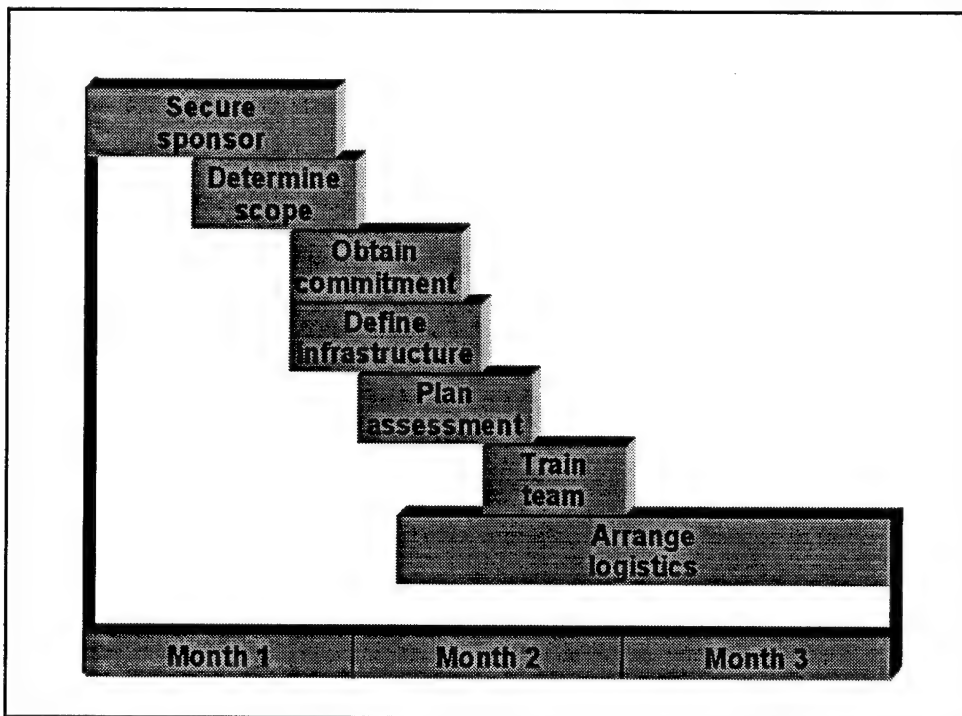 Secure
sponsor
Determine
scope
Obtain
commitment
Define
infrastructure
Plan
assessment
Train
team
Arrange
logistics
Month 1 Month 2 Month 3